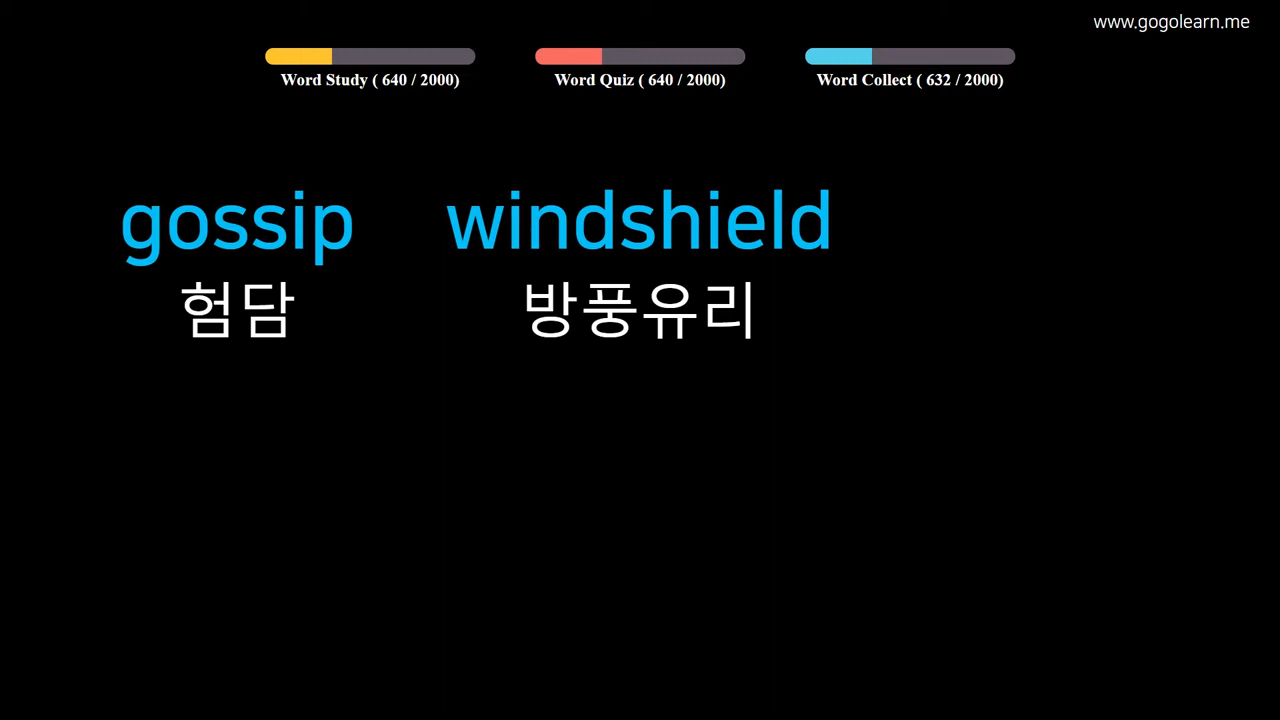 www.gogolearn.me
Word Study ( 640 / 2000) Word Quiz ( 640 / 2000) Word Collect ( 632 / 2000)
gossip windshield
험담 방풍유리